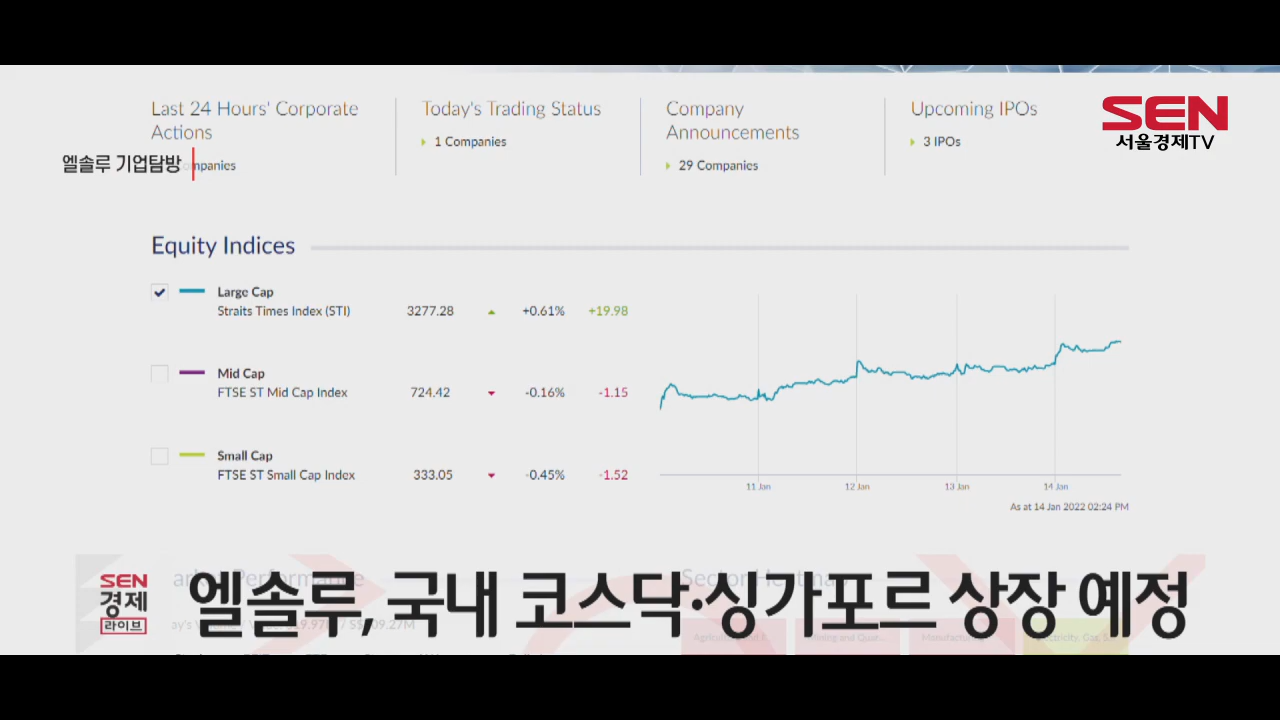 Last 24 Hours' Corporate
Actions
Today's Trading Status
1 Companies
Company
Announcements
29 Companies
Upcoming IPOs
3 IPOs
SEN
서울경제TV
엘솔루 기업탐방
Equity Indices
Large Cap
Straits Times Index (STI) 3277.28 +0.61% +19.98
Mid Cap
FTSE ST Mid Cap Index 724.42 -0.16% -1.15
Small Cap
FTSE ST Small Cap Index 333.05 -0.45% -1.52
11 Jan 12 Jan 13 Jan 14 Jan
As at 14 Jan 2022 02:24 PM
SEN
경제
라이브
엘솔루, 국내 코스닥·싱가포르 상장 예정